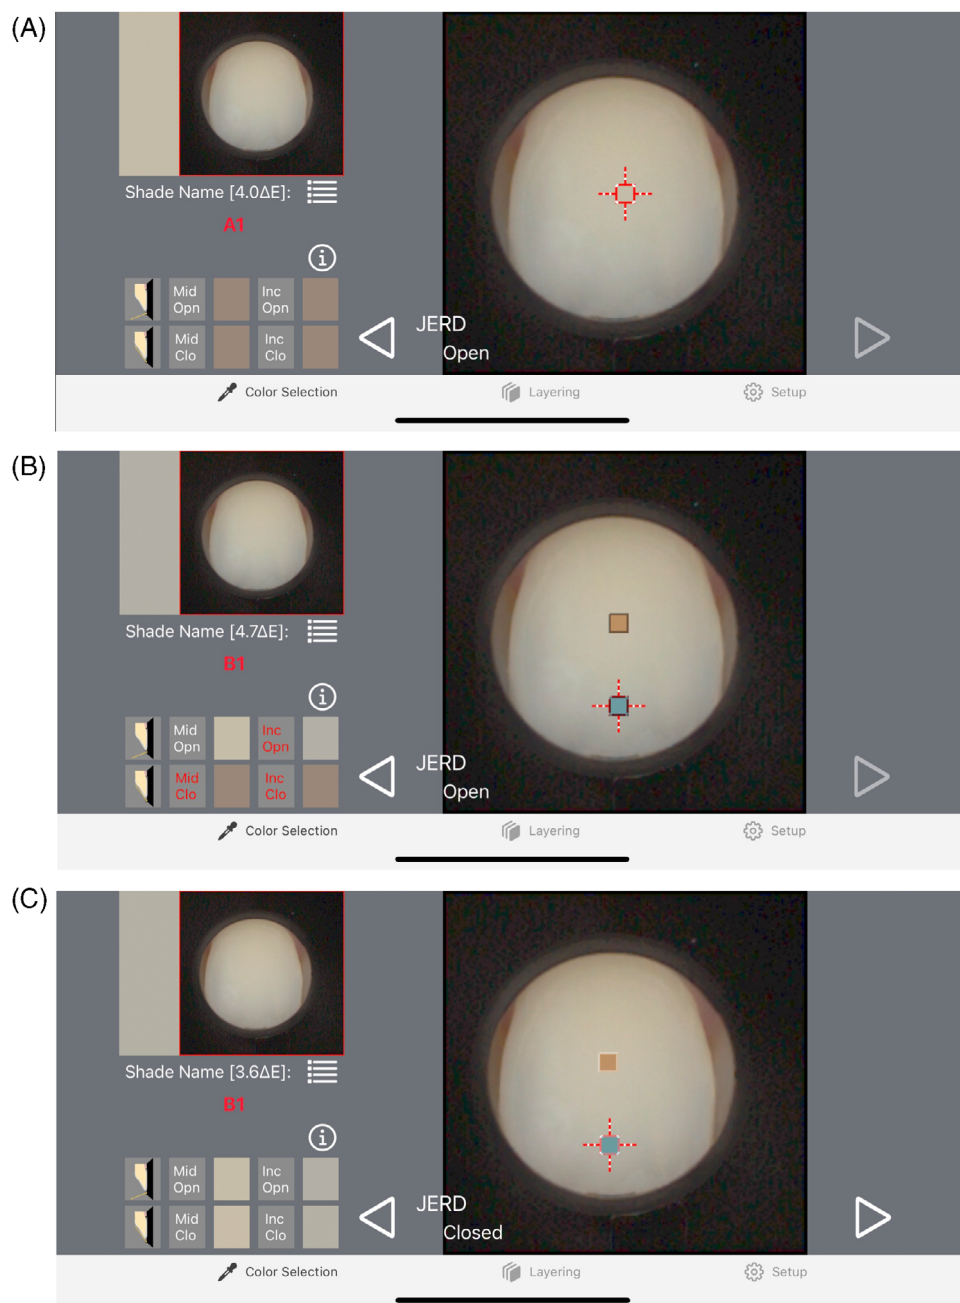 (A)
Shade Name [4.0ΔE]:
A1
i
Mid Opn
Inc Opn
Mid Clo
Inc Clo
JERD
Open
Color Selection
Layering
Setup
(B)
Shade Name [4.7ΔE]:
B1
i
Mid Opn
Inc Opn
Mid Clo
Inc Clo
JERD
Open
Color Selection
Layering
Setup
(C)
Shade Name [3.6ΔE]:
B1
i
Mid Opn
Inc Opn
Mid Clo
Inc Clo
JERD
Closed
Color Selection
Layering
Setup